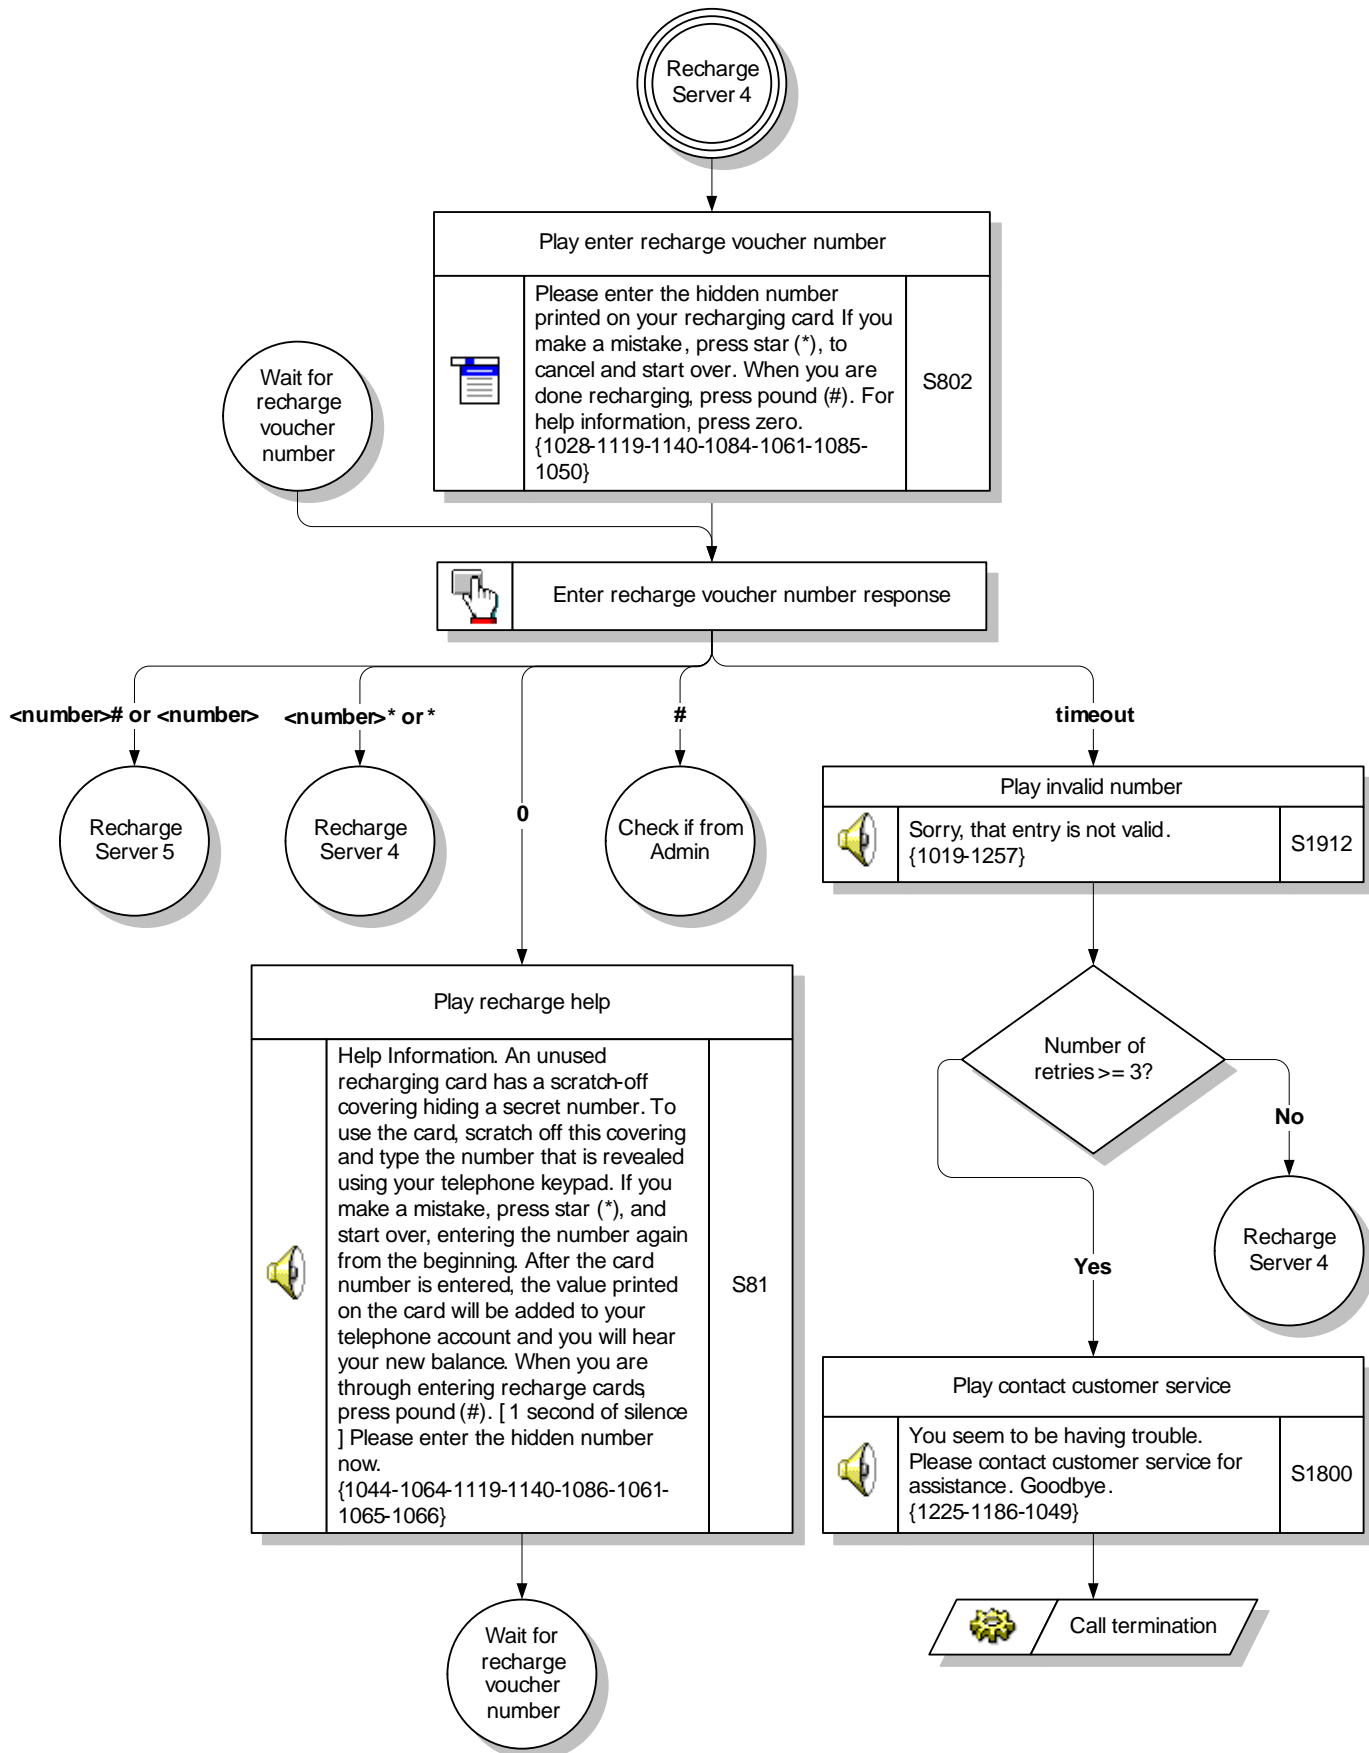 Recharge
Server 4
Play enter recharge voucher number
Please enter the hidden number
printed on your recharging card. If you
make a mistake, press star (*), to
cancel and start over. When you are
done recharging, press pound (#). For
help information, press zero.
{1028-1119-1140-1084-1061-1085-
1050}
S802
Wait for
recharge
voucher
number
Enter recharge voucher number response
<number># or <number>
<number>* or *
0
#
timeout
Recharge
Server 5
Recharge
Server 4
Check if from
Admin
Play invalid number
Sorry, that entry is not valid.
{1019-1257}
S1912
Play recharge help
Help Information. An unused
recharging card has a scratch-off
covering hiding a secret number. To
use the card, scratch off this covering
and type the number that is revealed
using your telephone keypad. If you
make a mistake, press star (*), and
start over, entering the number again
from the beginning. After the card
number is entered, the value printed
on the card will be added to your
telephone account and you will hear
your new balance. When you are
through entering recharge cards,
press pound (#). [ 1 second of silence
] Please enter the hidden number
now.
{1044-1064-1119-1140-1086-1061-
1065-1066}
S81
Number of
retries >= 3?
No
Yes
Recharge
Server 4
Play contact customer service
You seem to be having trouble.
Please contact customer service for
assistance. Goodbye.
{1225-1186-1049}
S1800
Call termination
Wait for
recharge
voucher
number